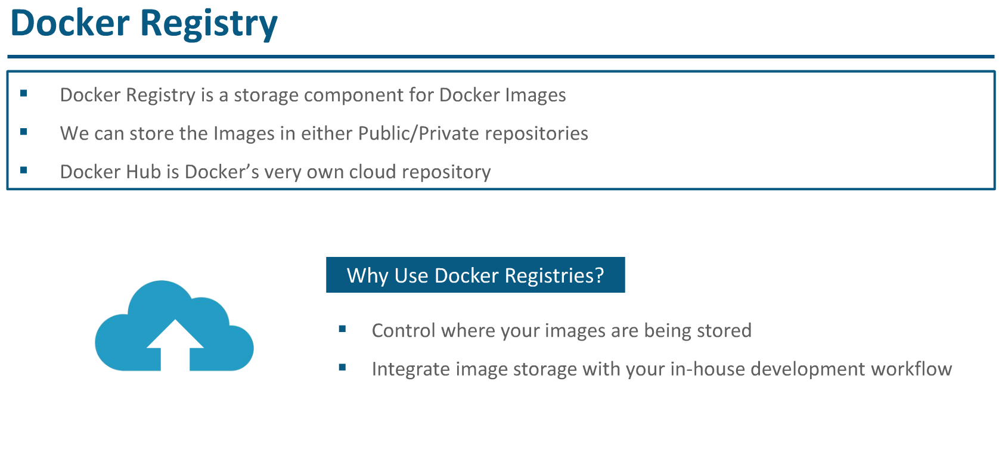 Docker Registry
Docker Registry is a storage component for Docker Images
We can store the Images in either Public/Private repositories
Docker Hub is Docker’s very own cloud repository
Why Use Docker Registries?
Control where your images are being stored
Integrate image storage with your in-house development workflow